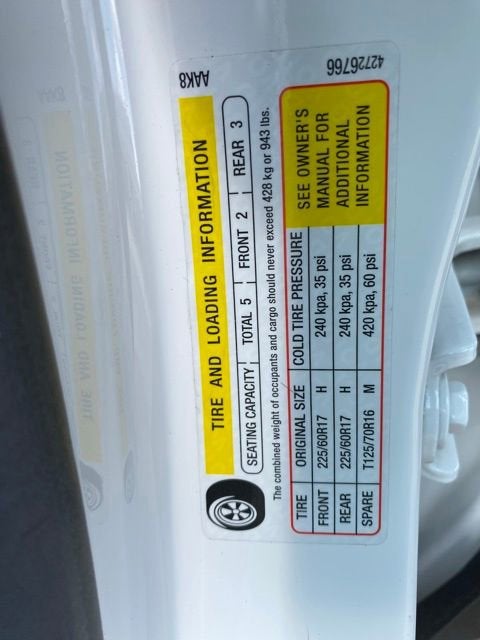 AAK8
42726766
TIRE AND LOADING INFORMATION
SEATING CAPACITY TOTAL 5 FRONT 2 REAR 3
The combined weight of occupants and cargo should never exceed 428 kg or 943 lbs.
TIRE ORIGINAL SIZE COLD TIRE PRESSURE
FRONT 225/60R17 H 240 kpa, 35 psi
REAR 225/60R17 H 240 kpa, 35 psi
SPARE T125/70R16 M 420 kpa, 60 psi
SEE OWNER'S
MANUAL FOR
ADDITIONAL
INFORMATION